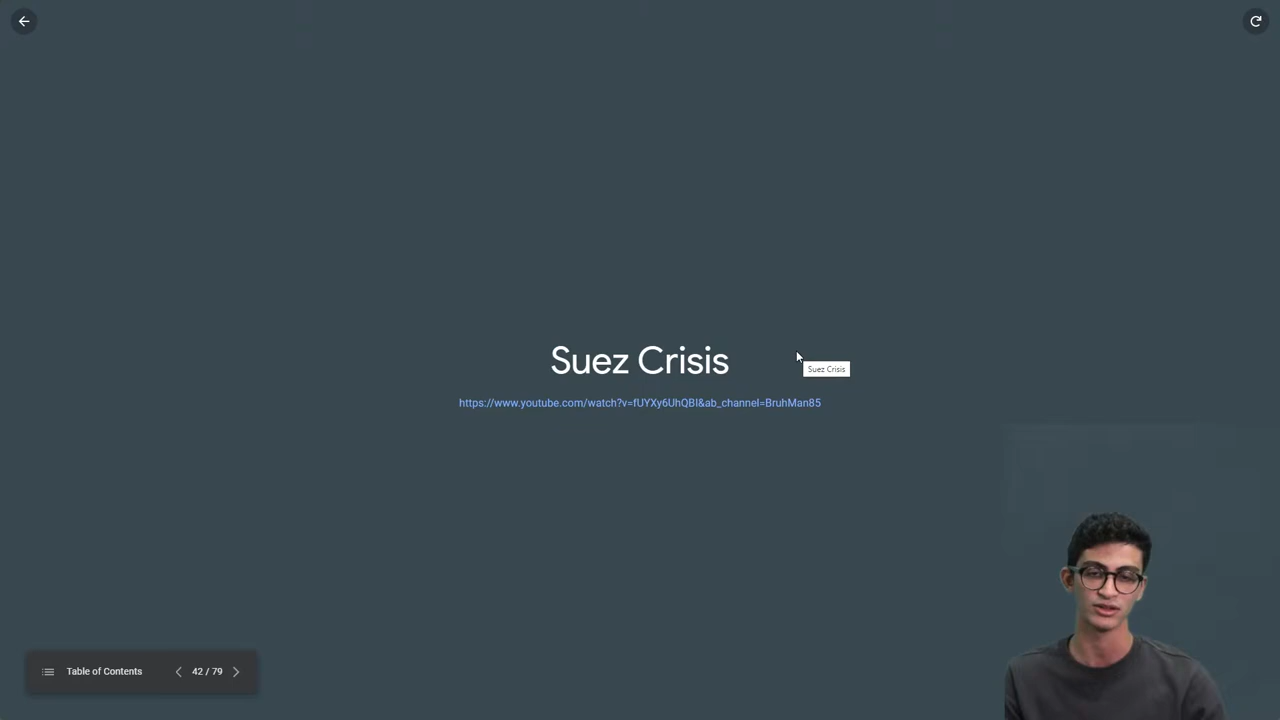 Suez Crisis
Suez Crisis
https://www.youtube.com/watch?v=fUYXy6UhQBI&ab_channel=BruhMan85
Table of Contents
42 / 79